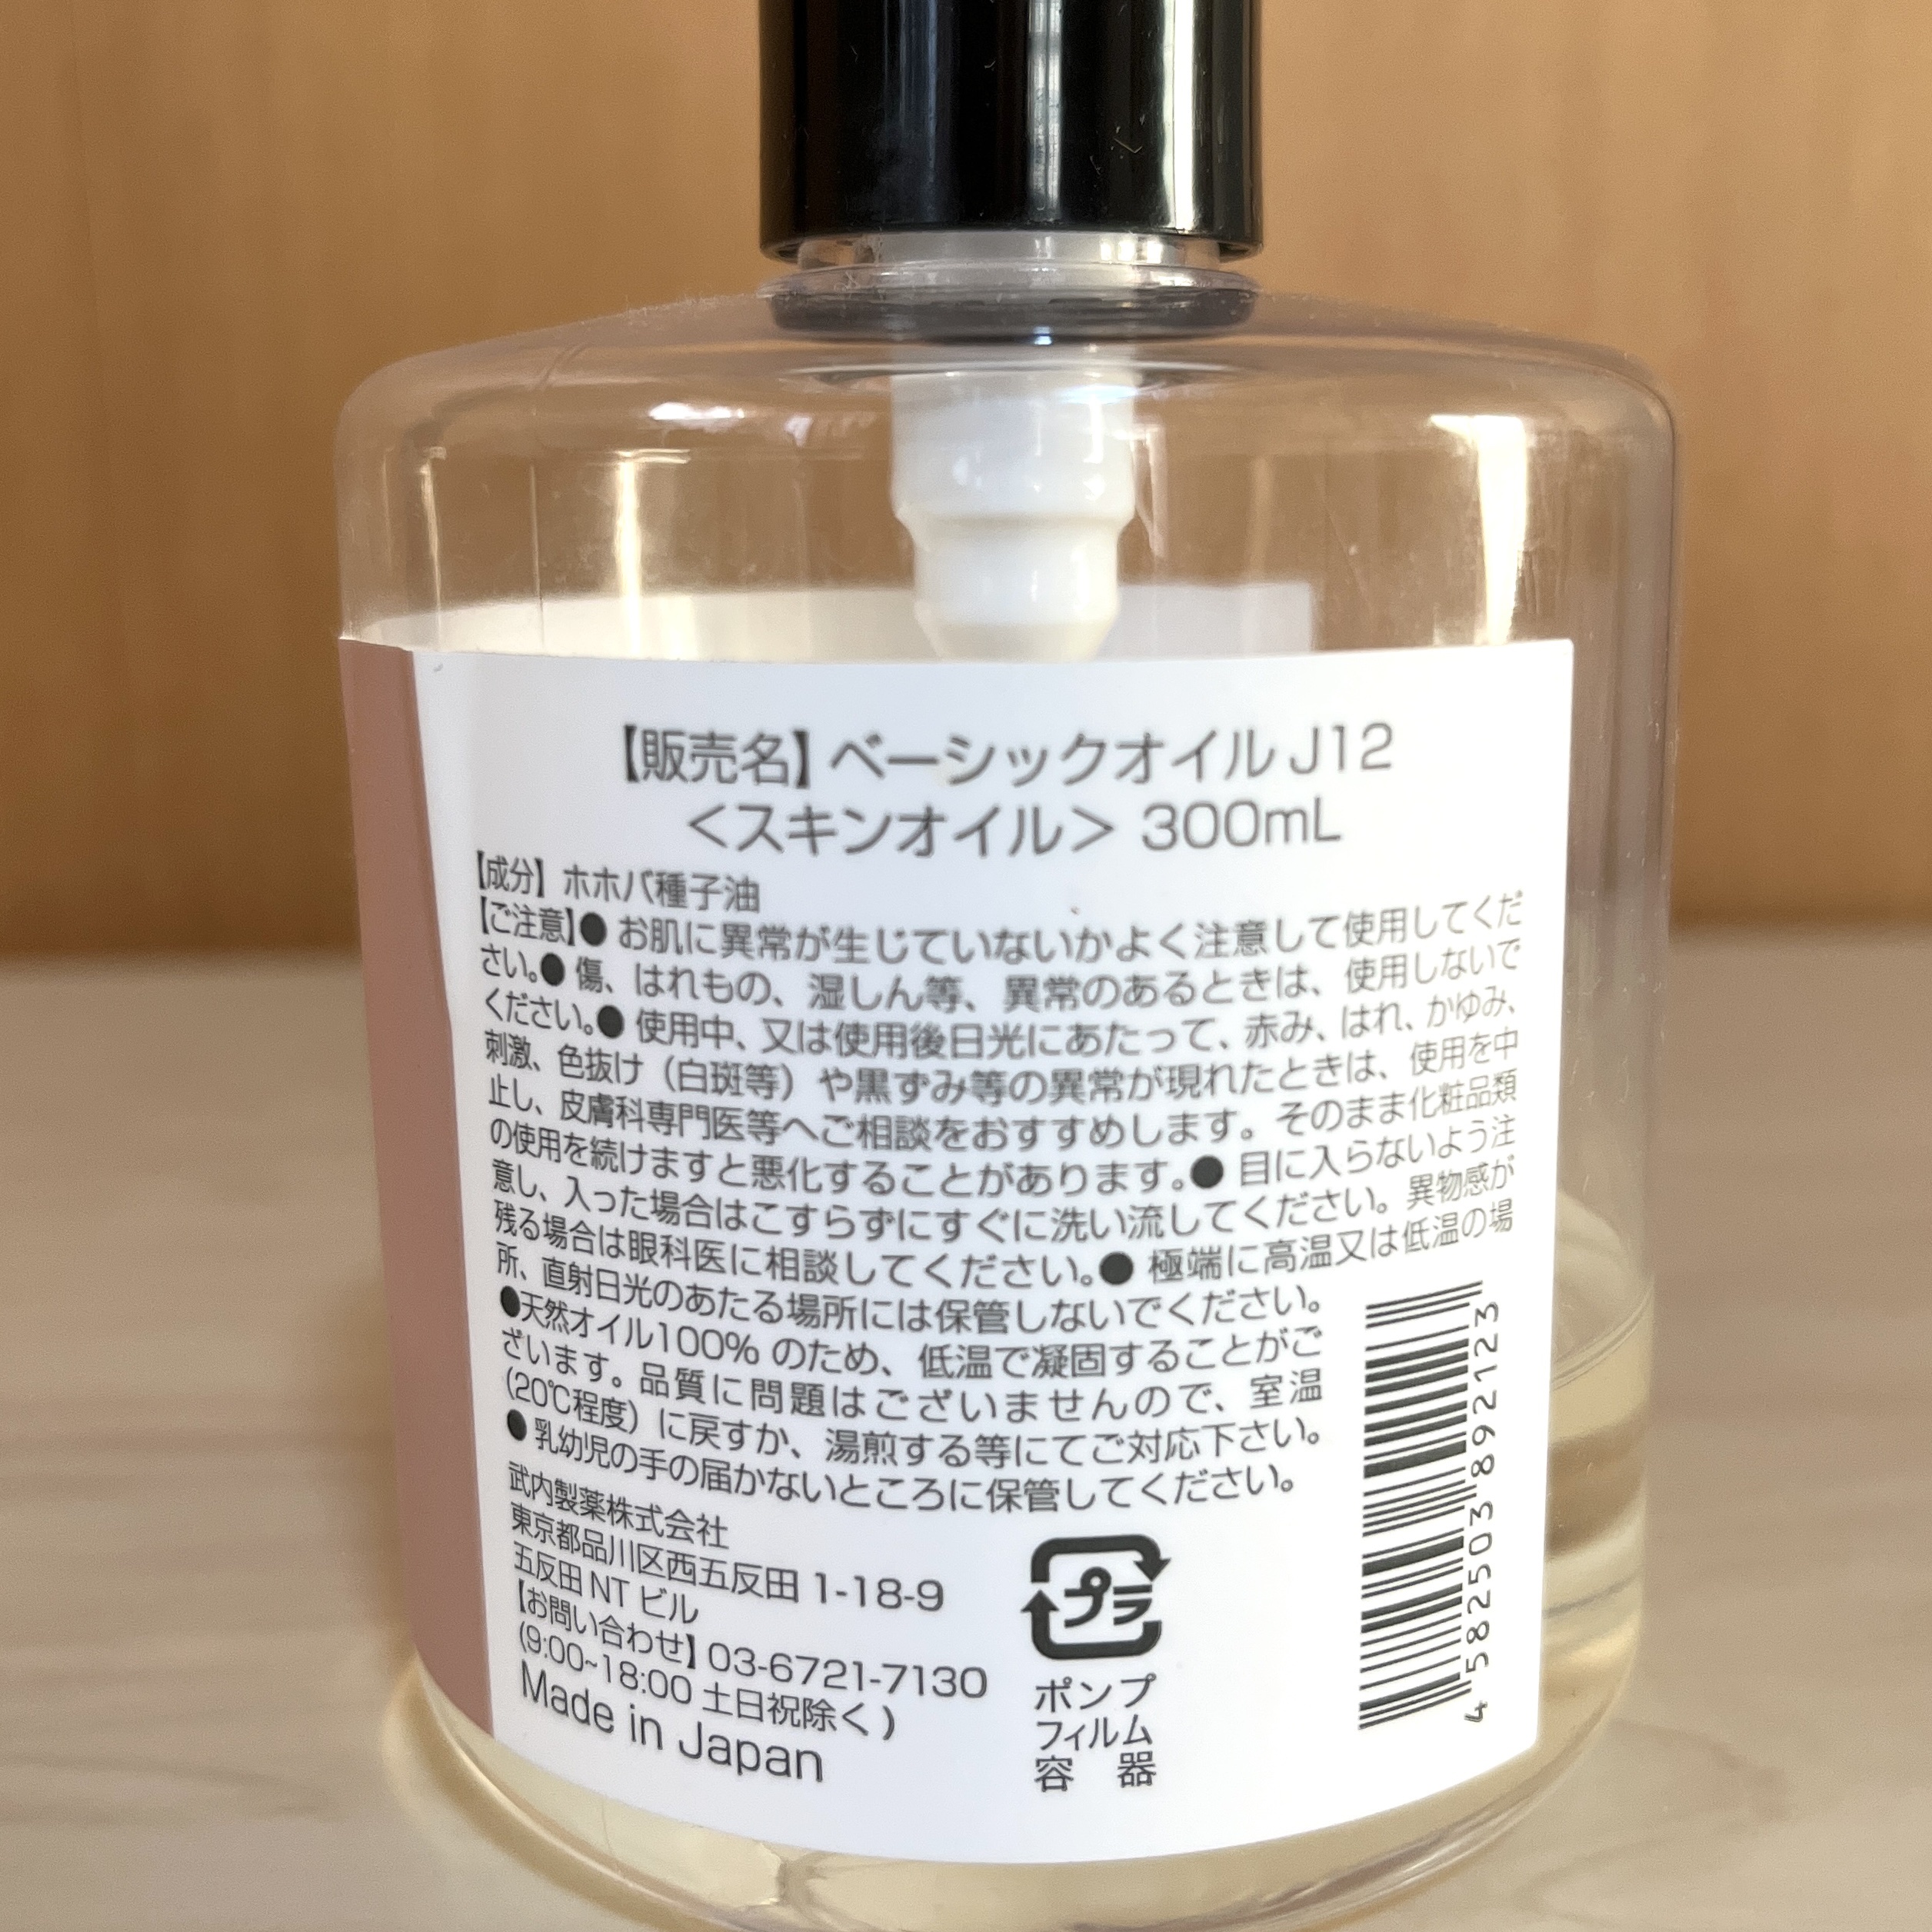 【販売名】ベーシックオイルJ12
＜スキンオイル＞ 300mL
【成分】ホホバ種子油
【ご注意】● お肌に異常が生じていないかよく注意して使用してくだ
さい。● 傷、はれもの、湿しん等、異常のあるときは、使用しないで
ください。● 使用中、又は使用後日光にあたって、赤み、はれ、かゆみ、
刺激、色抜け（白斑等）や黒ずみ等の異常が現れたときは、使用を中
止し、皮膚科専門医等へご相談をおすすめします。そのまま化粧品類
の使用を続けますと悪化することがあります。● 目に入らないよう注
意し、入った場合はこすらずにすぐに洗い流してください。異物感が
残る場合は眼科医に相談してください。● 極端に高温又は低温の場
所、直射日光のあたる場所には保管しないでください。
●天然オイル100% のため、低温で凝固することがご
ざいます。品質に問題はございませんので、室温
（20℃程度）に戻すか、湯煎する等にてご対応下さい。
● 乳幼児の手の届かないところに保管してください。
武内製薬株式会社
東京都品川区西五反田 1-18-9
五反田 NT ビル
【お問い合わせ】03-6721-7130
(9:00~18:00 土日祝除く)
Made in Japan
プラ
ポンプ
フィルム
容 器
4 582503 892123